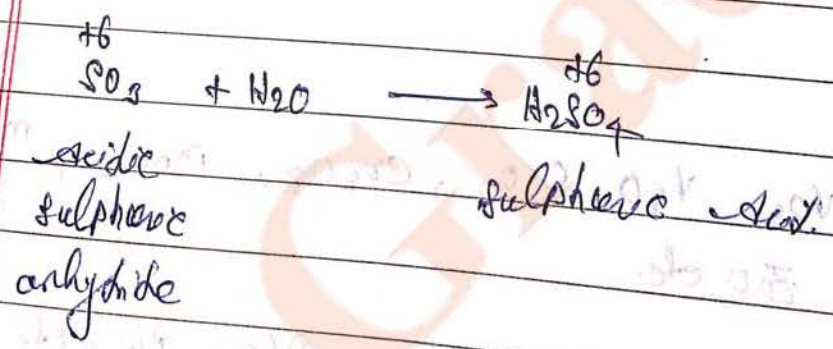 +6 +6
SO3 + H2O ⟶ H2SO4
Acidic
sulphuric sulphuric Acid.
anhydride